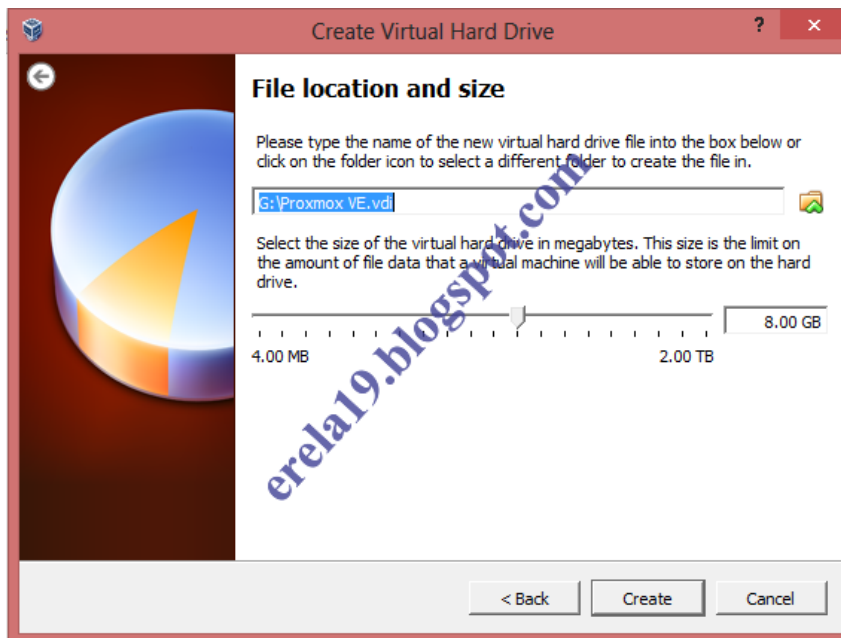 Create Virtual Hard Drive
?
×
File location and size
Please type the name of the new virtual hard drive file into the box below or
click on the folder icon to select a different folder to create the file in.
G:\Proxmox VE.vdi
Select the size of the virtual hard drive in megabytes. This size is the limit on
the amount of file data that a virtual machine will be able to store on the hard
drive.
8.00 GB
4.00 MB
2.00 TB
erela19.blogspot.com
< Back
Create
Cancel